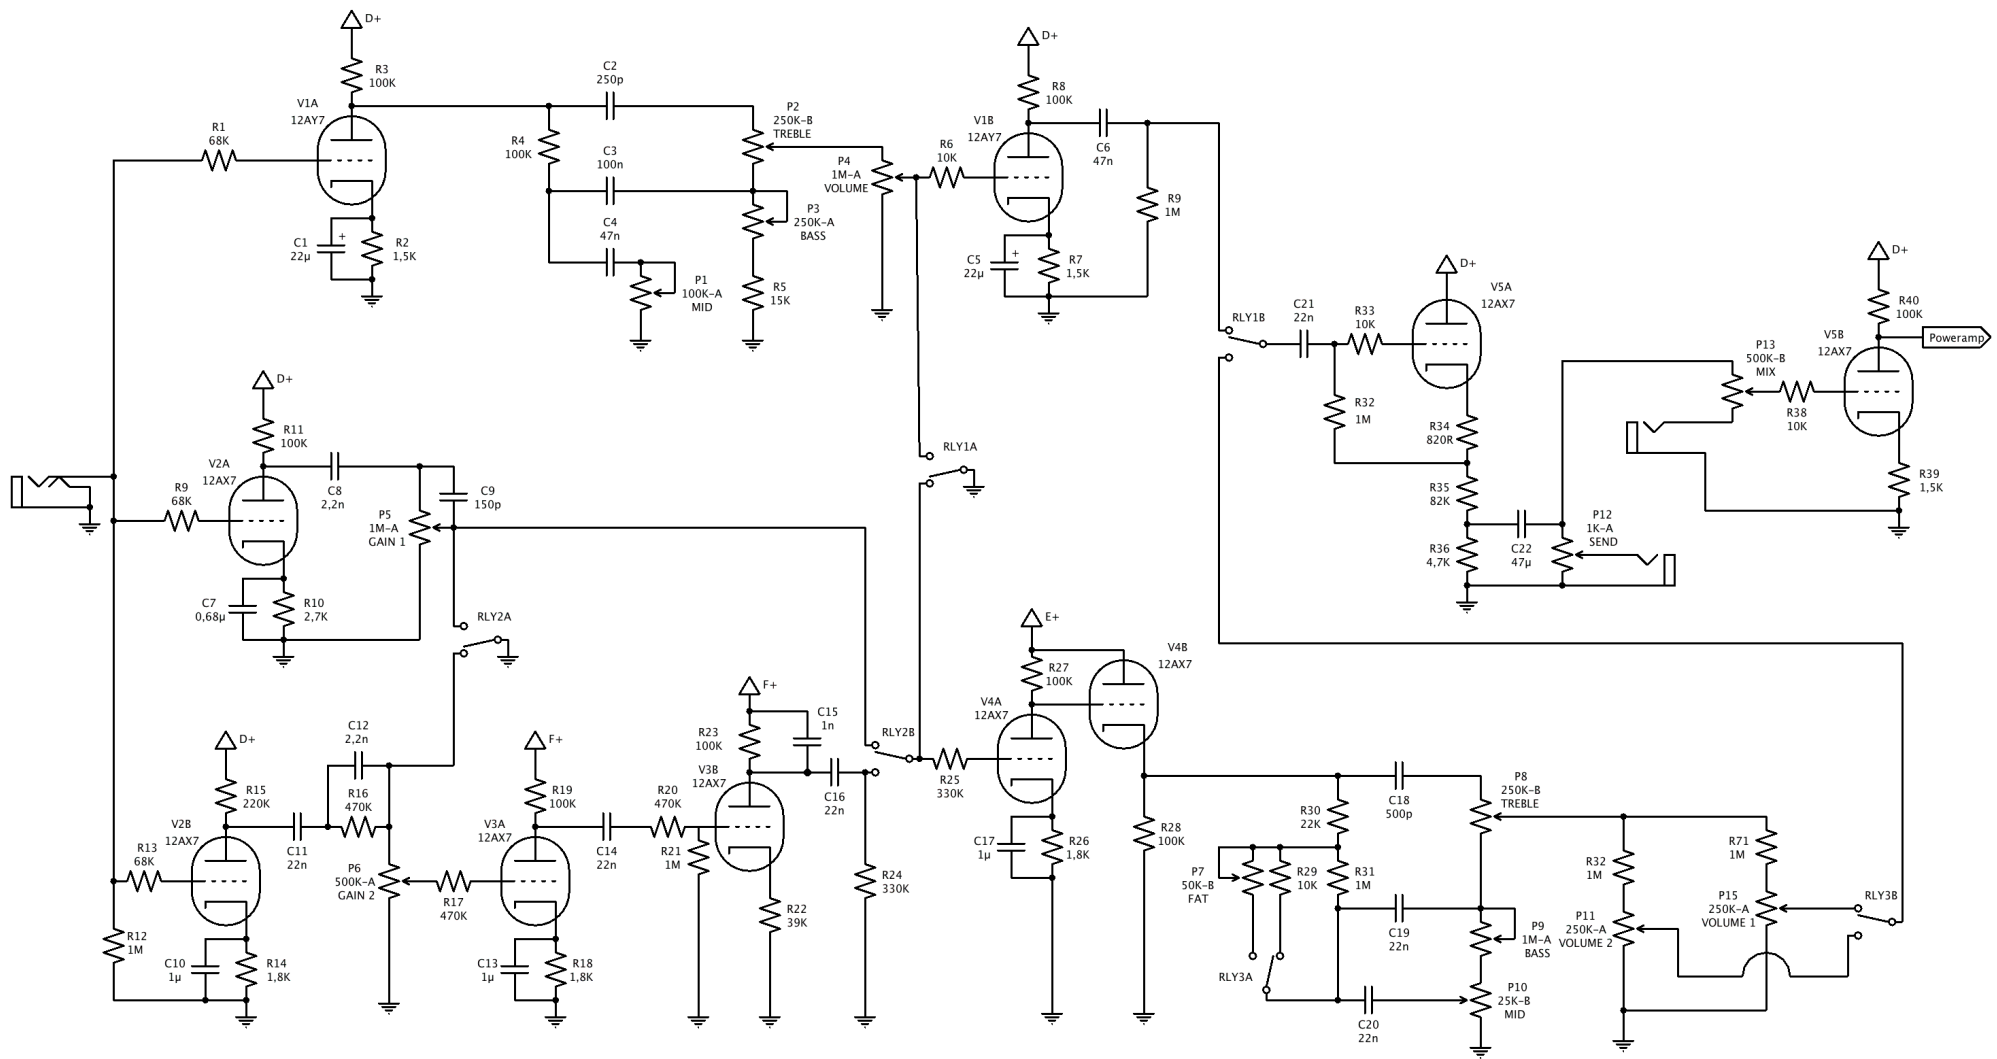 D+
R3
100K
V1A
12AY7
R1
68K
C1
22µ
+
R2
1,5K
C2
250p
R4
100K
C3
100n
C4
47n
P1
100K-A
MID
P2
250K-B
TREBLE
P3
250K-A
BASS
R5
15K
P4
1M-A
VOLUME
D+
R8
100K
V1B
12AY7
R6
10K
C5
22µ
+
R7
1,5K
C6
47n
R9
1M
RLY1B
C21
22n
R33
10K
R32
1M
D+
V5A
12AX7
R34
820R
R35
82K
R36
4,7K
C22
47µ
P12
1K-A
SEND
P13
500K-B
MIX
R38
10K
D+
R40
100K
V5B
12AX7
Poweramp
R39
1,5K
D+
R11
100K
V2A
12AX7
R9
68K
C8
2,2n
C9
150p
P5
1M-A
GAIN 1
C7
0,68µ
R10
2,7K
RLY2A
RLY1A
D+
R15
220K
V2B
12AX7
R13
68K
R12
1M
C10
1µ
R14
1,8K
C11
22n
C12
2,2n
R16
470K
P6
500K-A
GAIN 2
R17
470K
F+
R19
100K
V3A
12AX7
C13
1µ
R18
1,8K
C14
22n
R20
470K
R21
1M
F+
R23
100K
V3B
12AX7
C15
1n
C16
22n
R22
39K
R24
330K
RLY2B
R25
330K
E+
R27
100K
V4A
12AX7
V4B
12AX7
C17
1µ
R26
1,8K
R28
100K
R30
22K
C18
500p
P8
250K-B
TREBLE
P7
50K-B
FAT
R29
10K
R31
1M
C19
22n
P9
1M-A
BASS
RLY3A
C20
22n
P10
25K-B
MID
R32
1M
P11
250K-A
VOLUME 2
R71
1M
P15
250K-A
VOLUME 1
RLY3B